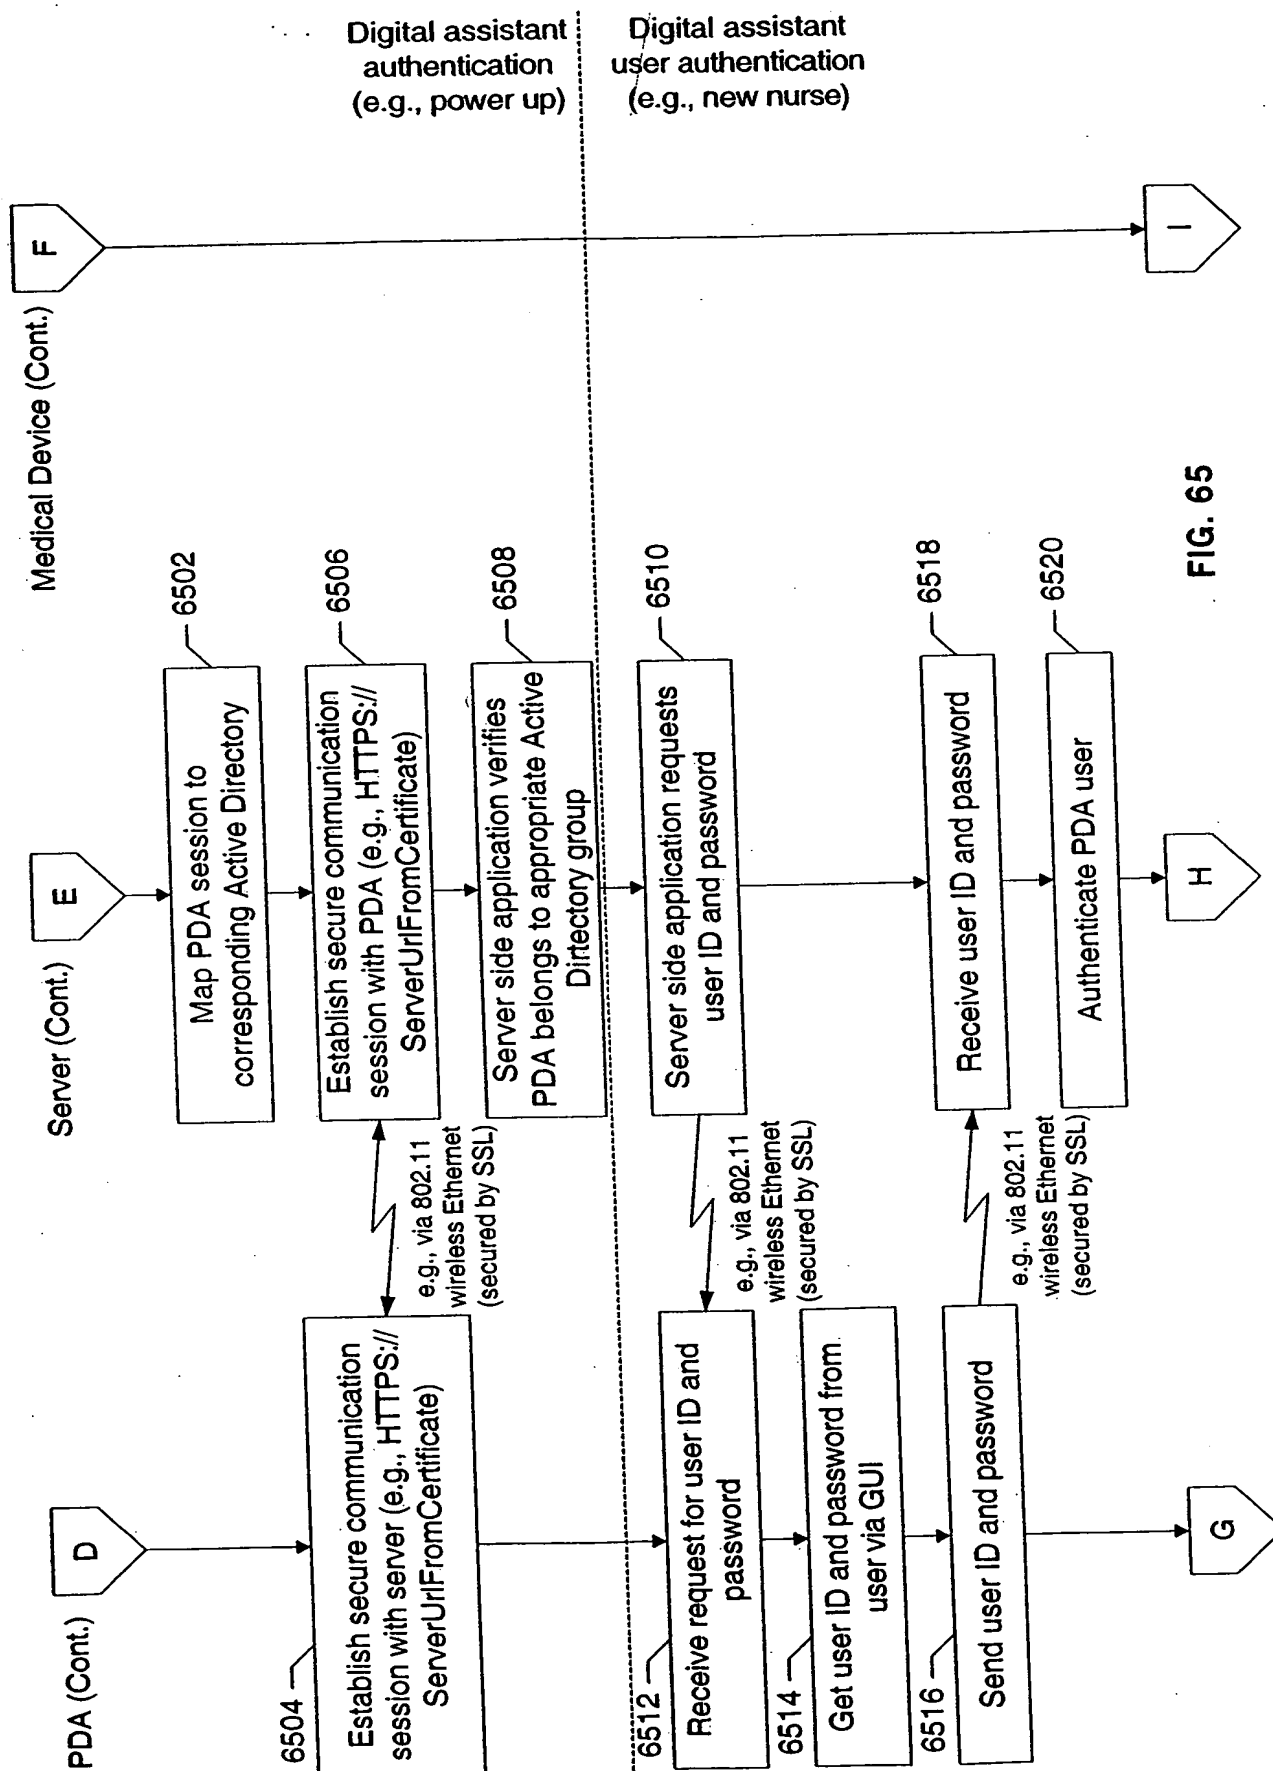 PDA (Cont.)
D
6504
Establish secure communication
session with server (e.g., HTTPS://
ServerUrlFromCertificate)
6512
Receive request for user ID and
password
6514
Get user ID and password from
user via GUI
6516
Send user ID and password
G
e.g., via 802.11
wireless Ethernet
(secured by SSL)
e.g., via 802.11
wireless Ethernet
(secured by SSL)
e.g., via 802.11
wireless Ethernet
(secured by SSL)
Server (Cont.)
E
Map PDA session to
corresponding Active Directory
6502
Establish secure communication
session with PDA (e.g., HTTPS://
ServerUrlFromCertificate)
6506
Server side application verifies
PDA belongs to appropriate Active
Dirtectory group
6508
Server side application requests
user ID and password
6510
Receive user ID and password
6518
Authenticate PDA user
6520
H
Medical Device (Cont.)
F
I
Digital assistant
authentication
(e.g., power up)
Digital assistant
user authentication
(e.g., new nurse)
FIG. 65